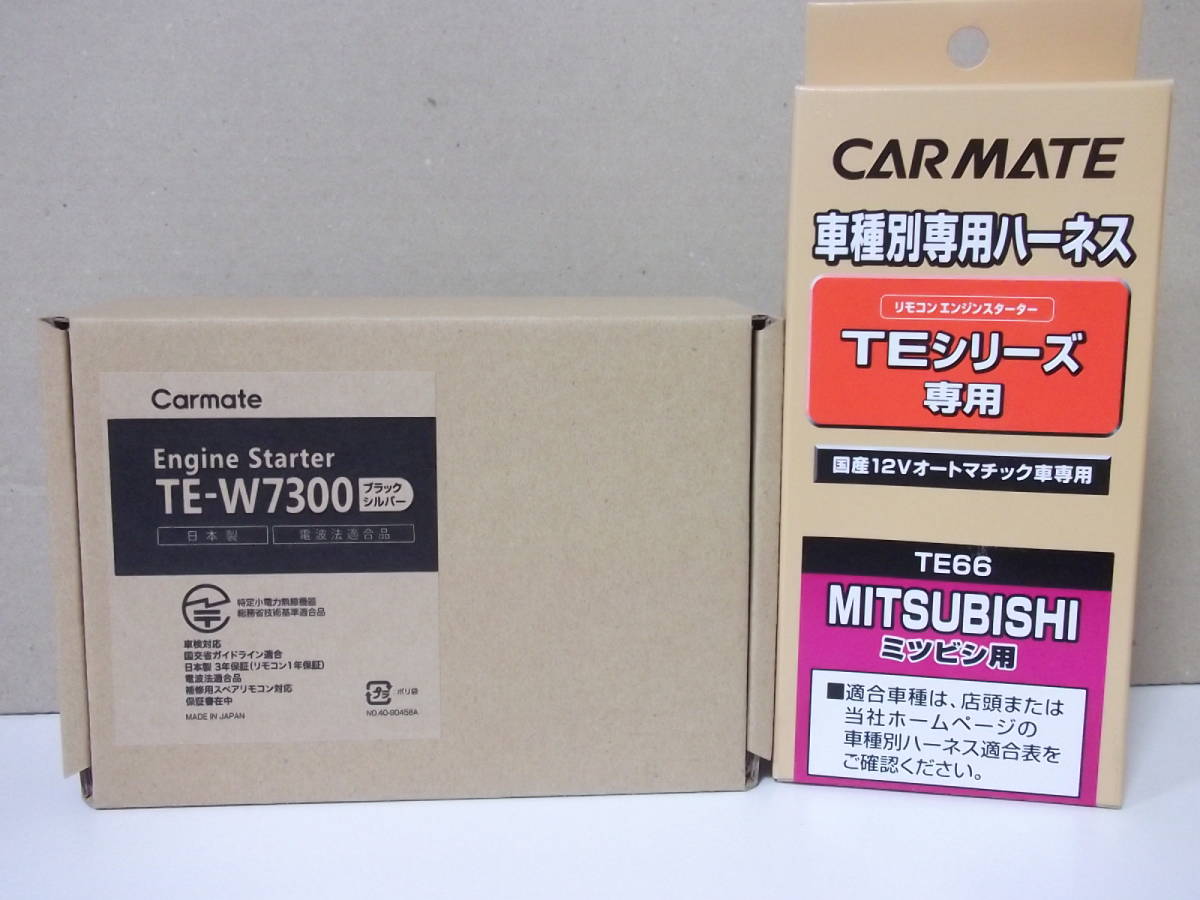 Carmate
Engine Starter
TE-W7300 ブラック シルバー
日本製 電波法適合品
特定小電力無線機器
総務省技術基準適合品
車検対応
国交省ガイドライン適合
日本製 3年保証(リモコン1年保証)
電波法適合品
補修用スペアリモコン対応
保証書在中
MADE IN JAPAN
プラ ポリ袋
NO.40-90458A
CARMATE
車種別専用ハーネス
リモコンエンジンスターター
TEシリーズ
専用
国産12Vオートマチック車専用
TE66
MITSUBISHI
ミツビシ用
■適合車種は、店頭または
当社ホームページの
車種別ハーネス適合表を
ご確認ください。